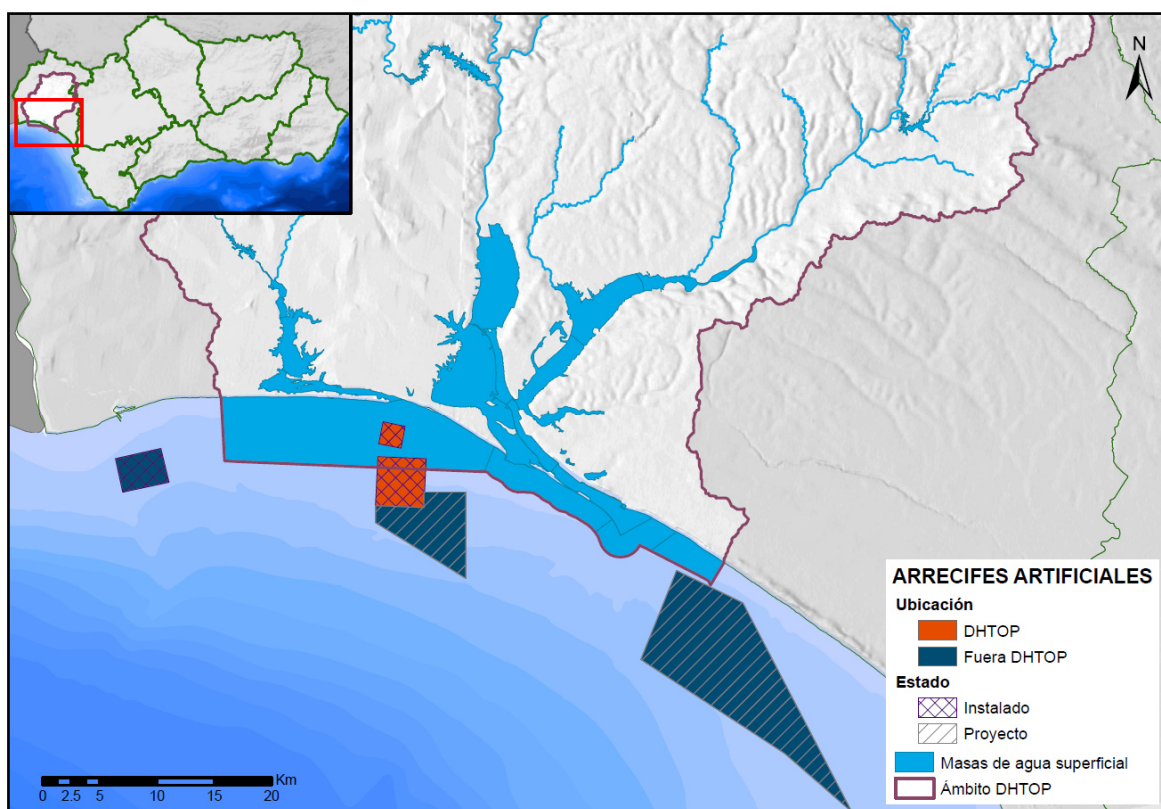 N
ARRECIFES ARTIFICIALES
Ubicación
DHTOP
Fuera DHTOP
Estado
Instalado
Proyecto
Masas de agua superficial
Ámbito DHTOP
Km
0 2.5 5 10 15 20